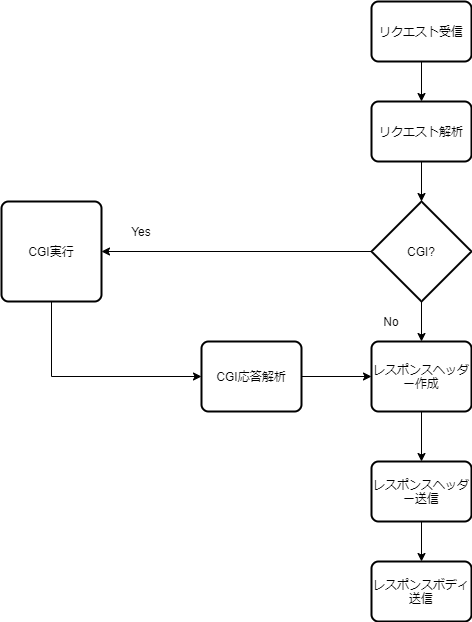 リクエスト受信
リクエスト解析
Yes
CGI実行
CGI?
No
CGI応答解析
レスポンスヘッダ
ー作成
レスポンスヘッダ
ー送信
レスポンスボディ
送信